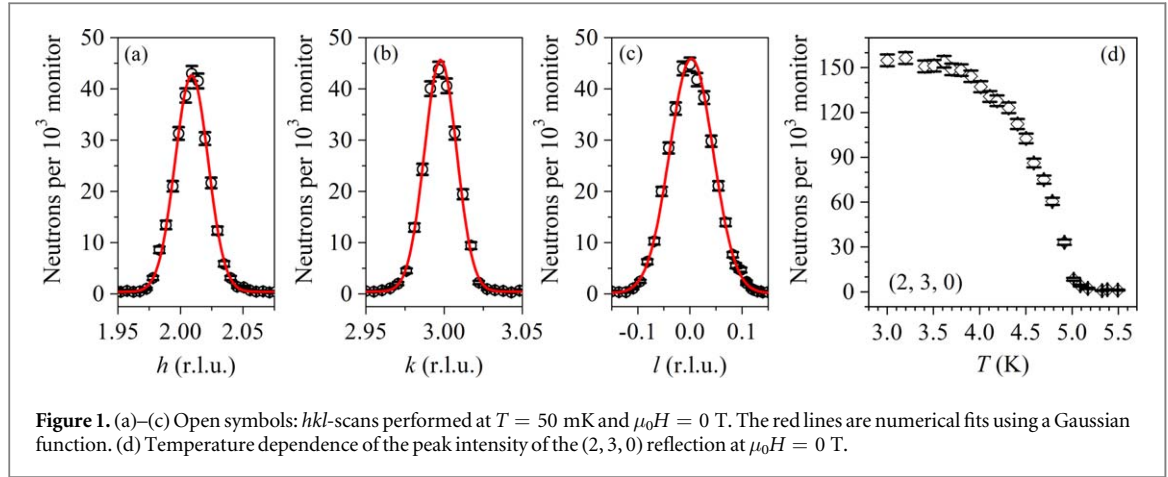 (a)
(b)
(c)
(d)
Neutrons per 10³ monitor
50
40
30
20
10
0
1.95
2.00
2.05
h (r.l.u.)
Neutrons per 10³ monitor
50
40
30
20
10
0
2.95
3.00
3.05
k (r.l.u.)
Neutrons per 10³ monitor
50
40
30
20
10
0
-0.1
0.0
0.1
l (r.l.u.)
Neutrons per 10³ monitor
150
120
90
60
30
0
(2, 3, 0)
3.0
3.5
4.0
4.5
5.0
5.5
T (K)
Figure 1. (a)–(c) Open symbols: hkl-scans performed at T = 50 mK and μ₀H = 0 T. The red lines are numerical fits using a Gaussian
function. (d) Temperature dependence of the peak intensity of the (2, 3, 0) reflection at μ₀H = 0 T.